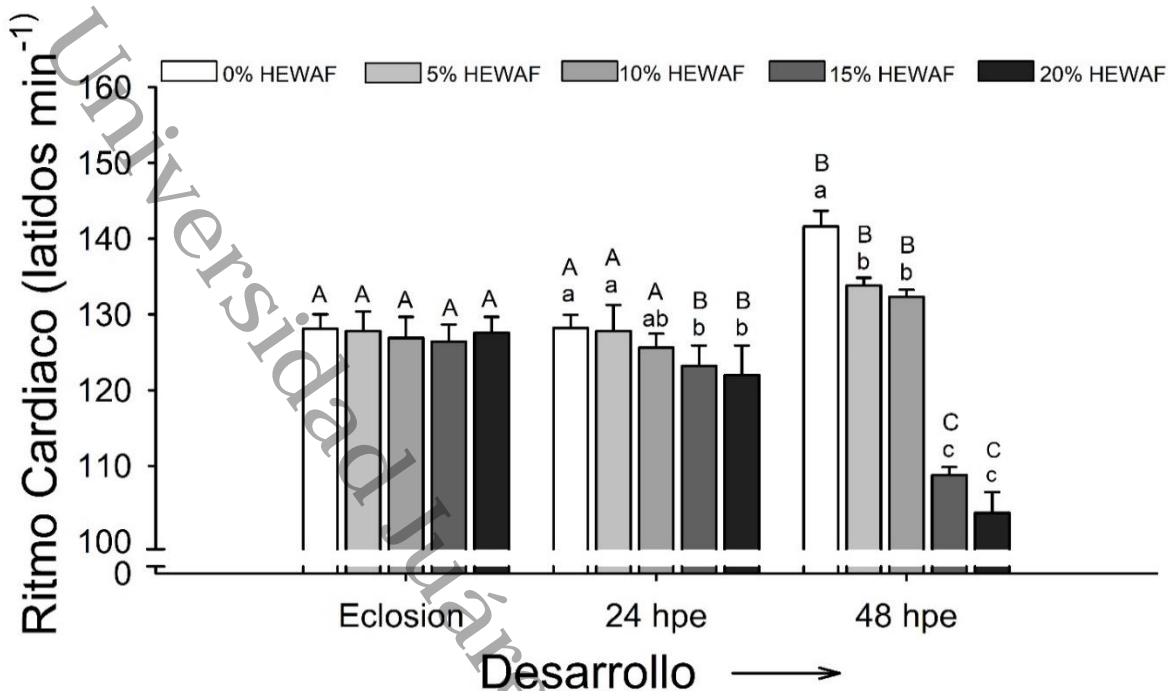 Universidad Juár
0% HEWAF 5% HEWAF 10% HEWAF 15% HEWAF 20% HEWAF
Ritmo Cardiaco (latidos min⁻¹)
160
150
140
130
120
110
100
0
A A A A A
A A A B B
a a ab b b
B B B C C
a b b c c
Eclosion 24 hpe 48 hpe
Desarrollo